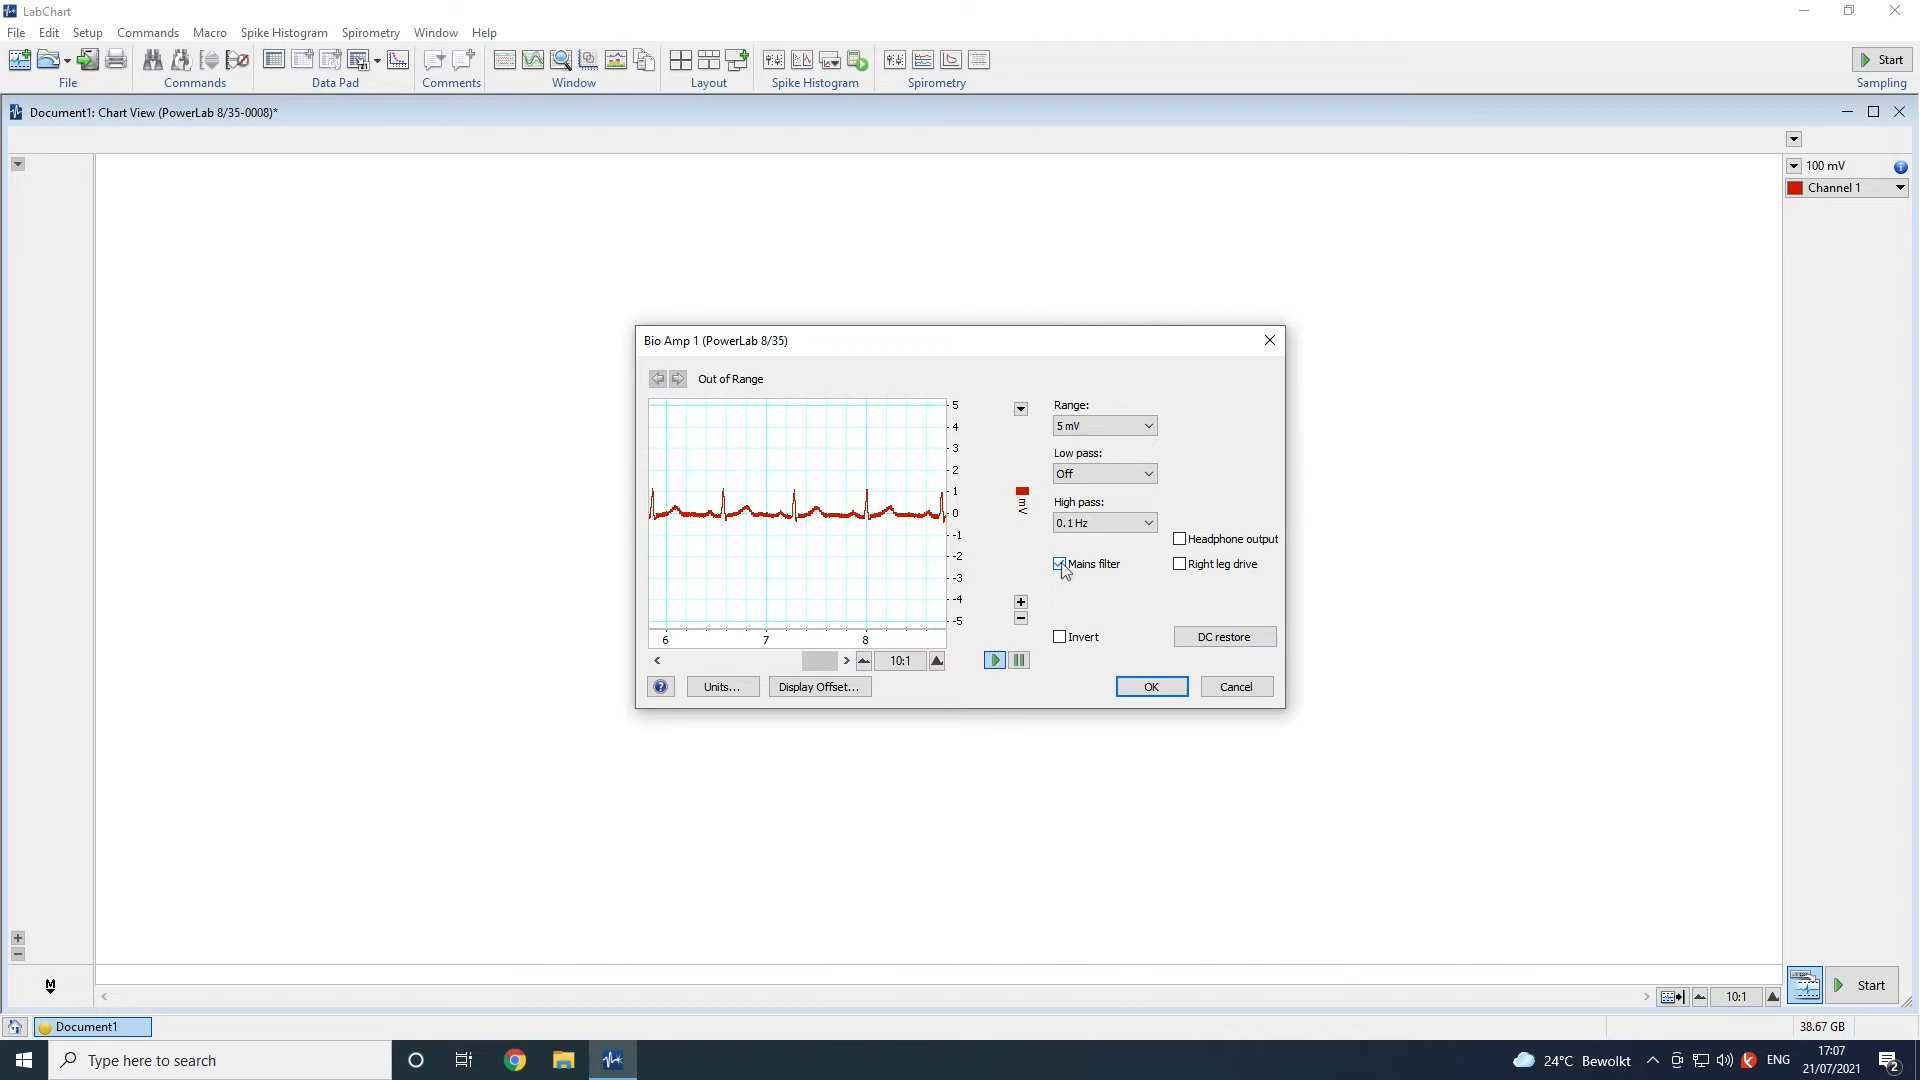 LabChart
File Edit Setup Commands Macro Spike Histogram Spirometry Window Help
File Commands Data Pad Comments Window Layout Spike Histogram Spirometry
Start
Sampling
Document1: Chart View (PowerLab 8/35-0008)*
100 mV
Channel 1
Bio Amp 1 (PowerLab 8/35)
Out of Range
5
4
3
2
1
0
-1
-2
-3
-4
-5
6 7 8
mV
Range:
5 mV
Low pass:
Off
High pass:
0.1 Hz
Headphone output
Mains filter
Right leg drive
Invert
DC restore
10:1
Units...
Display Offset...
OK
Cancel
M
10:1
Start
Document1
38.67 GB
Type here to search
24°C Bewolkt
ENG
17:07
21/07/2021
2